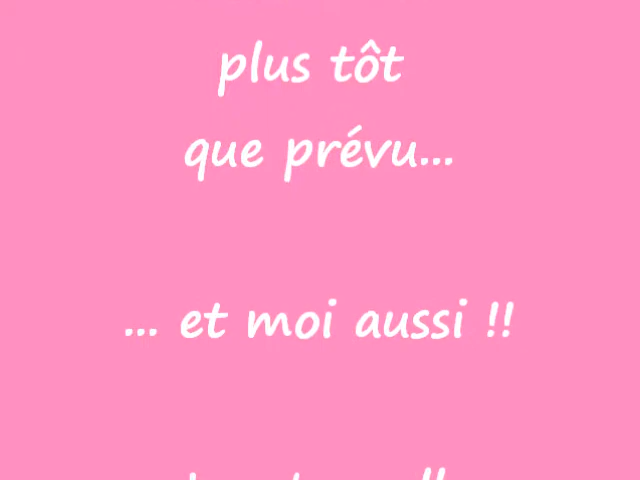 plus tôt
que prévu...
... et moi aussi !!